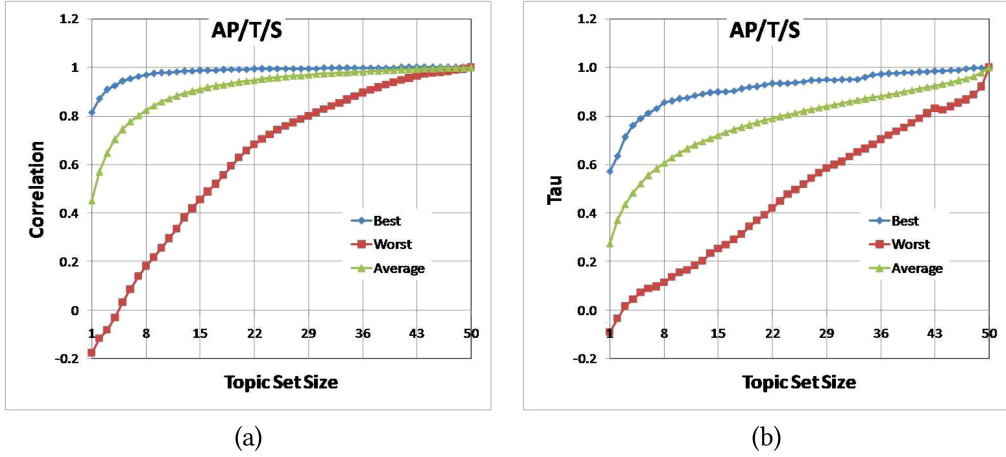 AP/T/S
1.2
1
0.8
0.6
0.4
0.2
0
-0.2
Correlation
1 8 15 22 29 36 43 50
Topic Set Size
Best
Worst
Average
(a)
AP/T/S
1.2
1
0.8
0.6
0.4
0.2
0
-0.2
Tau
1 8 15 22 29 36 43 50
Topic Set Size
Best
Worst
Average
(b)